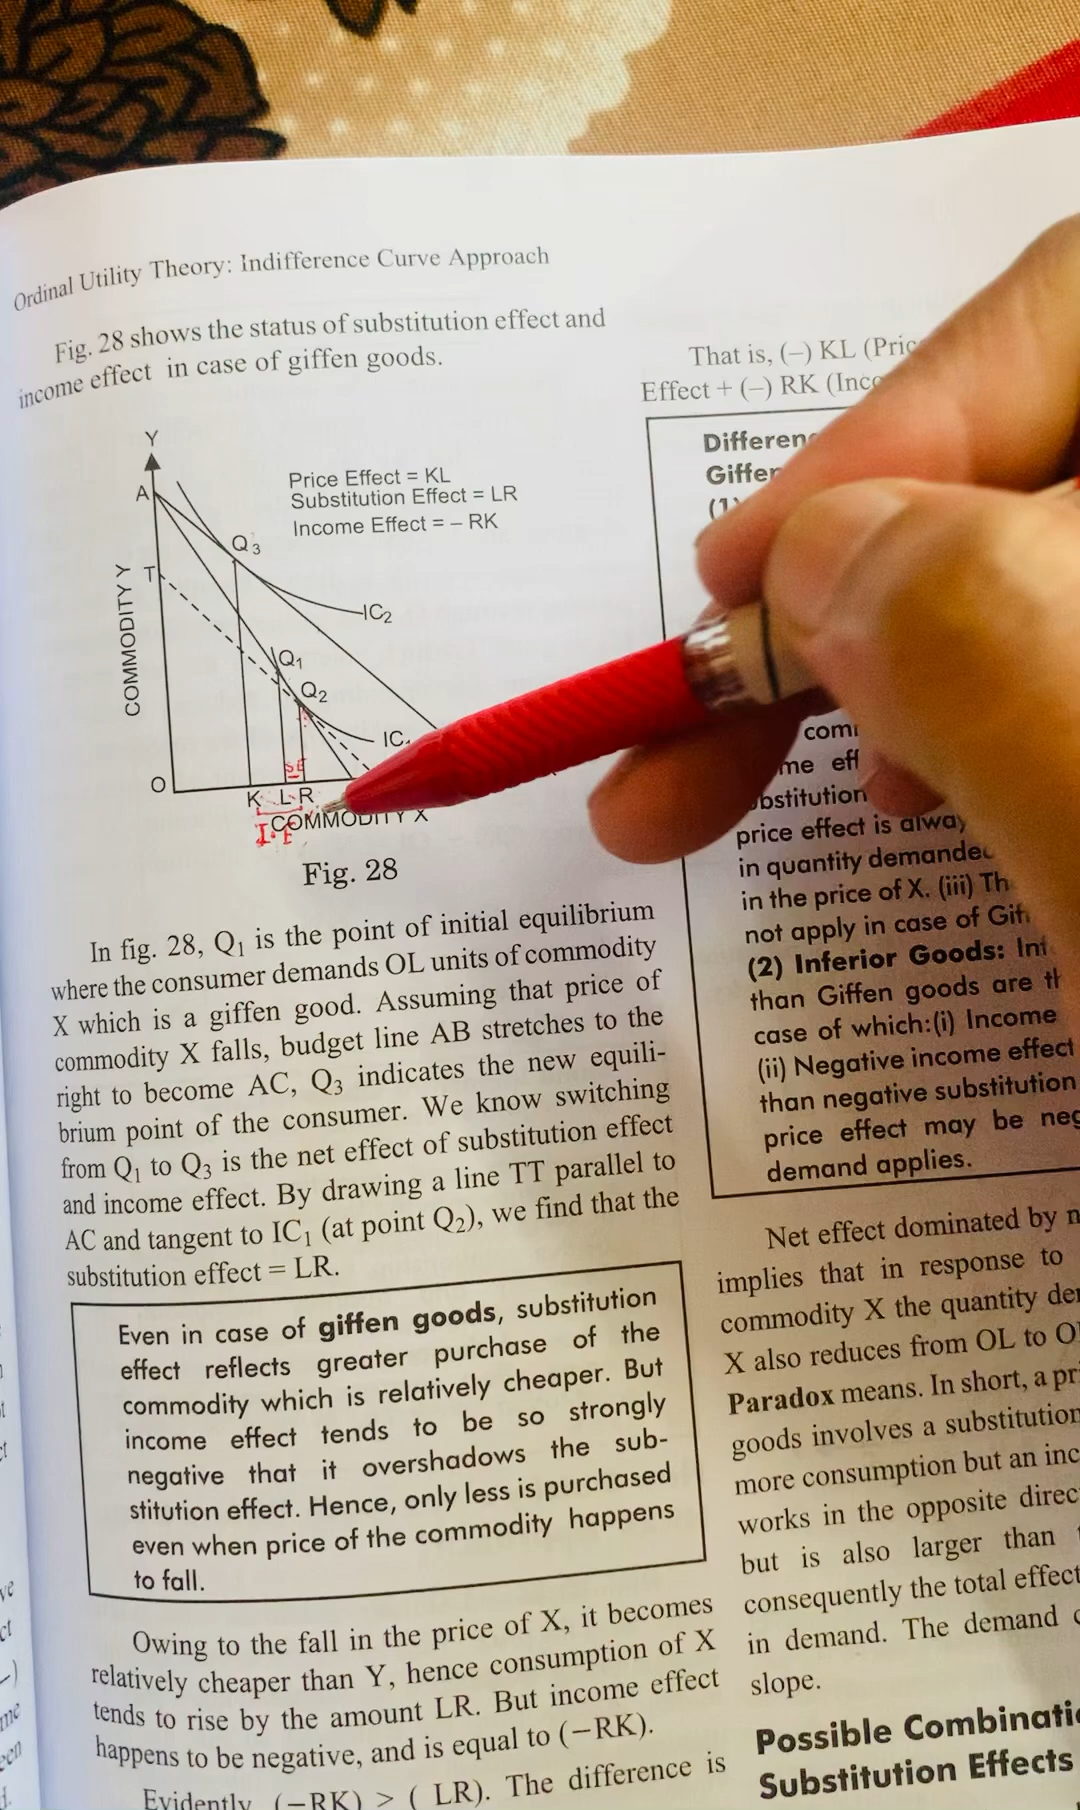 Ordinal Utility Theory: Indifference Curve Approach
Fig. 28 shows the status of substitution effect and
income effect in case of giffen goods.
Y
Price Effect = KL
Substitution Effect = LR
Income Effect = – RK
A
Q3
T
IC2
COMMODITY Y
Q1
Q2
IC
SE
O
K L R
COMMODITY X
I.F
Fig. 28
In fig. 28, Q1 is the point of initial equilibrium
where the consumer demands OL units of commodity
X which is a giffen good. Assuming that price of
commodity X falls, budget line AB stretches to the
right to become AC, Q3 indicates the new equili-
brium point of the consumer. We know switching
from Q1 to Q3 is the net effect of substitution effect
and income effect. By drawing a line TT parallel to
AC and tangent to IC1 (at point Q2), we find that the
substitution effect = LR.
Even in case of giffen goods, substitution
effect reflects greater purchase of the
commodity which is relatively cheaper. But
income effect tends to be so strongly
negative that it overshadows the sub-
stitution effect. Hence, only less is purchased
even when price of the commodity happens
to fall.
Owing to the fall in the price of X, it becomes
relatively cheaper than Y, hence consumption of X
tends to rise by the amount LR. But income effect
happens to be negative, and is equal to (–RK).
Evidently (–RK) > ( LR). The difference is
That is, (–) KL
Effect + (–) RK
(1)
price effect is
in quantity
in the price of X. (iii)
not apply in case of
(2) Inferior Goods:
than Giffen goods are
case of which:(i) Income
(ii) Negative income effect
than negative substitution
price effect may be
demand applies.
Net effect dominated by
implies that in response to
commodity X the quantity
X also reduces from OL to
Paradox means. In short, a
goods involves a substitution
more consumption but an
works in the opposite
but is also larger than
consequently the total effect
in demand. The demand
slope.
Possible
Substitution Effects